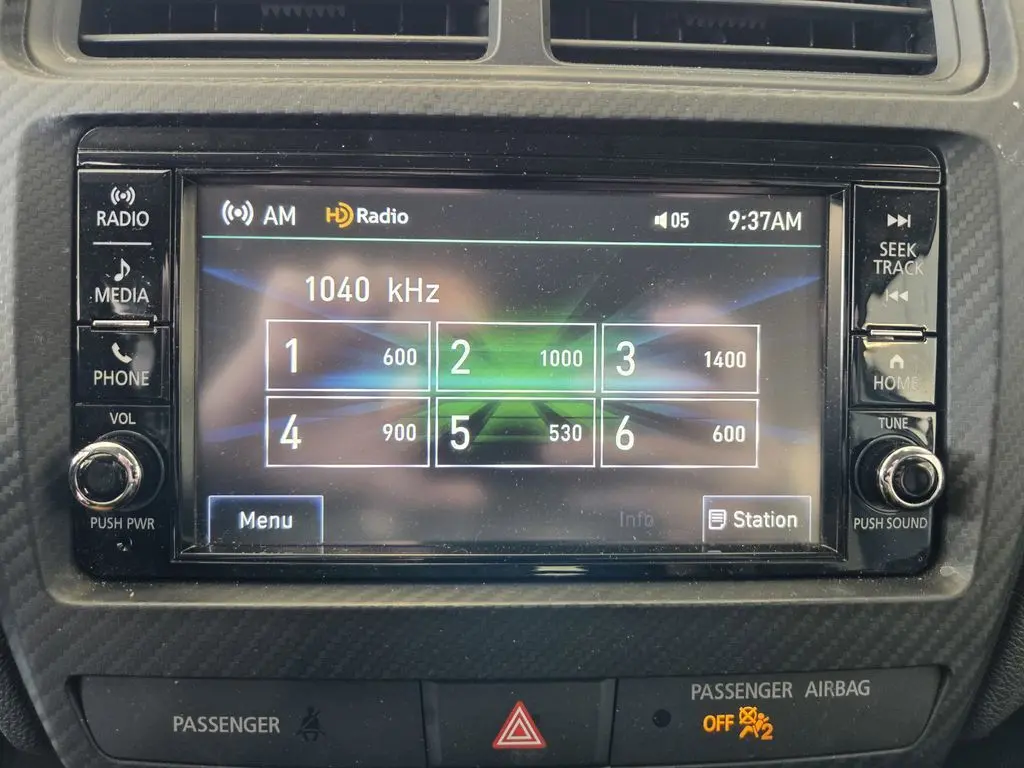 RADIO
MEDIA
PHONE
VOL
PUSH PWR
AM HD Radio 05 9:37AM
1040 kHz
1 600 2 1000 3 1400
4 900 5 530 6 600
Menu Info Station
SEEK
TRACK
HOME
TUNE
PUSH SOUND
PASSENGER
PASSENGER AIRBAG
OFF 2